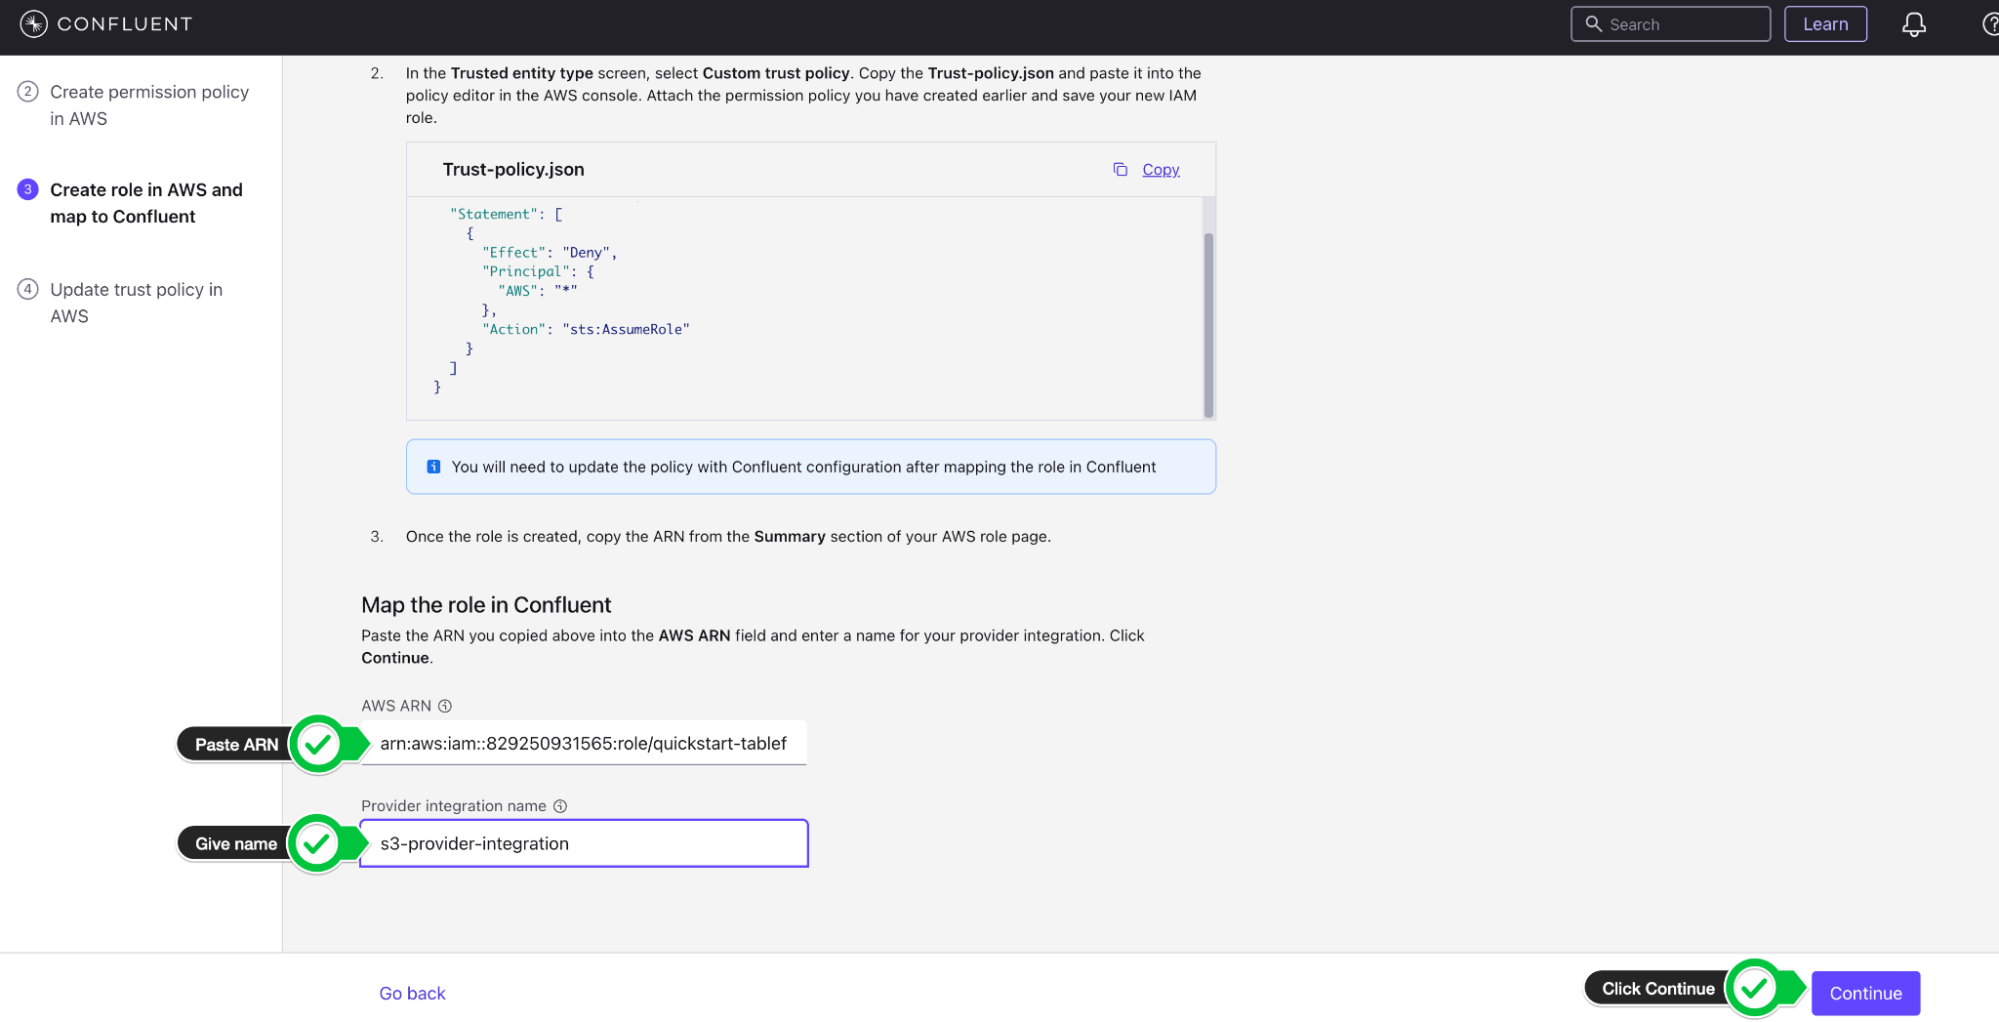 CONFLUENT
Search
Learn
2 Create permission policy
in AWS
3 Create role in AWS and
map to Confluent
4 Update trust policy in
AWS
2. In the Trusted entity type screen, select Custom trust policy. Copy the Trust-policy.json and paste it into the
policy editor in the AWS console. Attach the permission policy you have created earlier and save your new IAM
role.
Trust-policy.json
Copy
"Statement": [
{
"Effect": "Deny",
"Principal": {
"AWS": "*"
},
"Action": "sts:AssumeRole"
}
]
}
You will need to update the policy with Confluent configuration after mapping the role in Confluent
3. Once the role is created, copy the ARN from the Summary section of your AWS role page.
Map the role in Confluent
Paste the ARN you copied above into the AWS ARN field and enter a name for your provider integration. Click
Continue.
AWS ARN
Paste ARN
arn:aws:iam::829250931565:role/quickstart-tablef
Provider integration name
Give name
s3-provider-integration
Go back
Click Continue
Continue